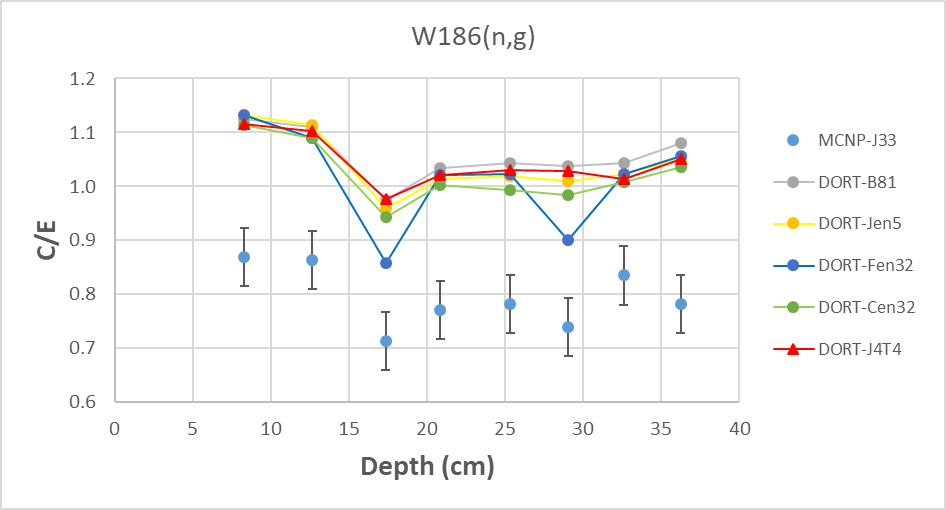 W186(n,g)
1.2
1.1
1.0
0.9
0.8
0.7
0.6
C/E
0 5 10 15 20 25 30 35 40
Depth (cm)
MCNP-J33
DORT-B81
DORT-Jen5
DORT-Fen32
DORT-Cen32
DORT-J4T4